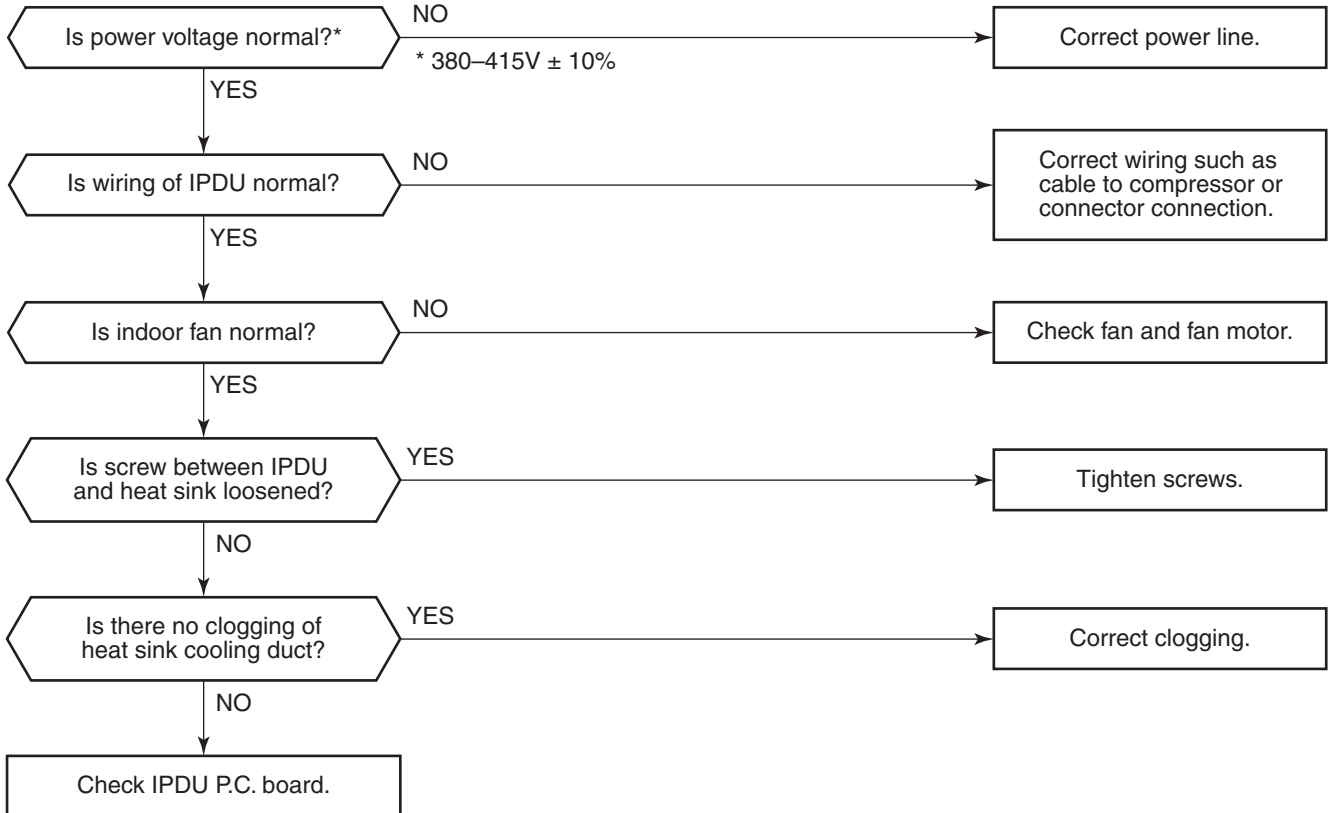 Is power voltage normal?*
NO
* 380–415V ± 10%
Correct power line.
YES
Is wiring of IPDU normal?
NO
Correct wiring such as
cable to compressor or
connector connection.
YES
Is indoor fan normal?
NO
Check fan and fan motor.
YES
Is screw between IPDU
and heat sink loosened?
YES
Tighten screws.
NO
Is there no clogging of
heat sink cooling duct?
YES
Correct clogging.
NO
Check IPDU P.C. board.